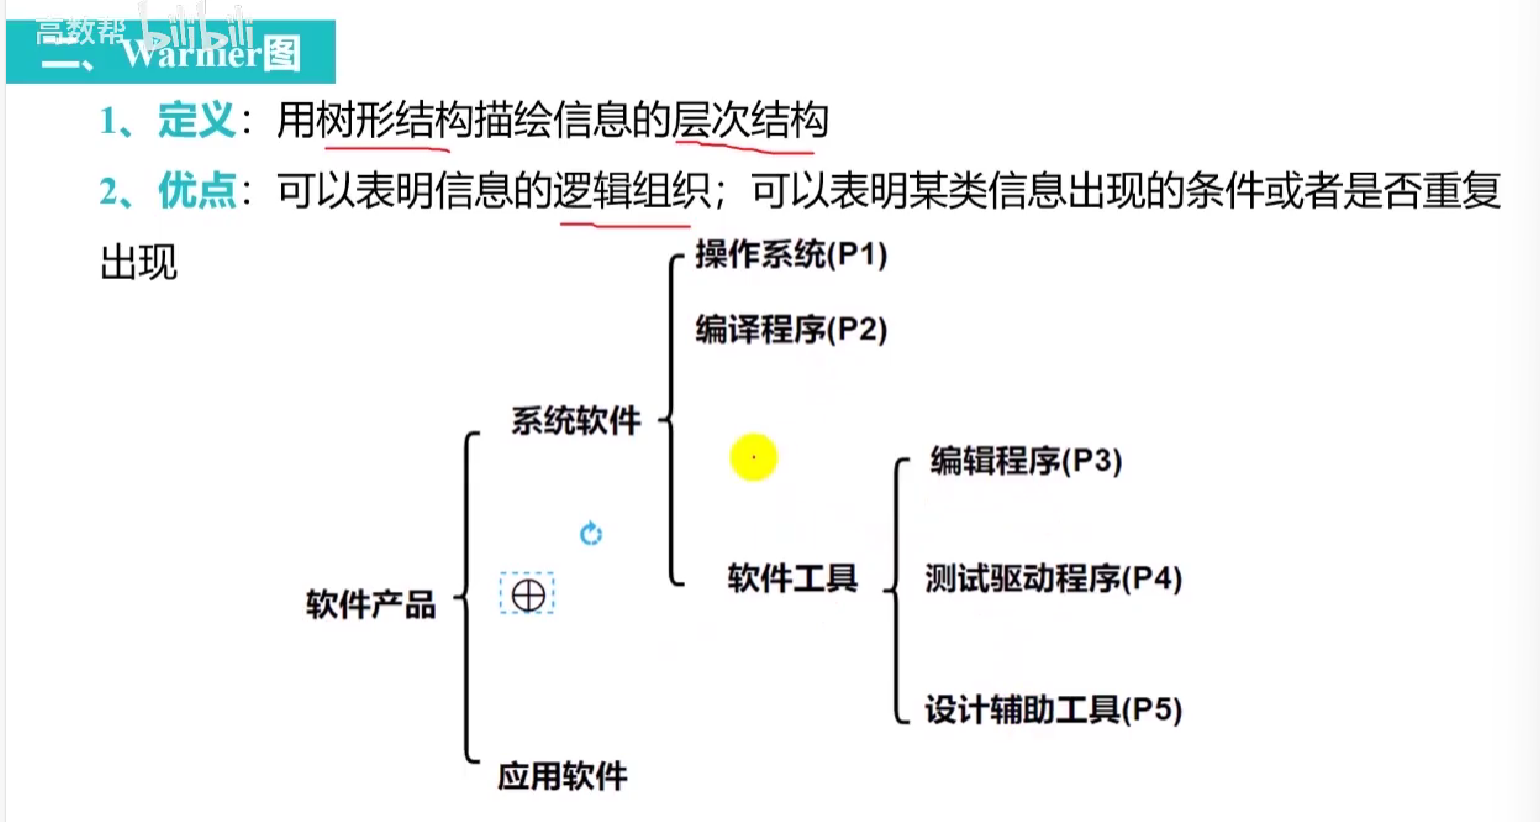 高数帮 bilibili
二、Warnier图
1、定义：用树形结构描绘信息的层次结构
2、优点：可以表明信息的逻辑组织；可以表明某类信息出现的条件或者是否重复
出现
操作系统(P1)
编译程序(P2)
系统软件
编辑程序(P3)
软件工具
测试驱动程序(P4)
软件产品
设计辅助工具(P5)
应用软件